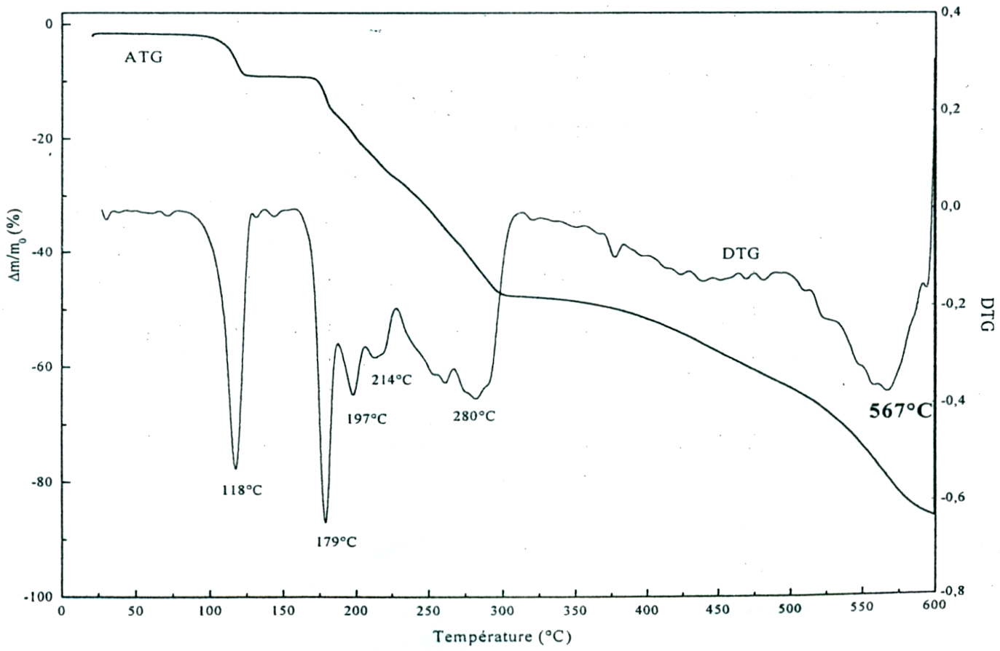 0
-20
-40
-60
-80
-100
Δm/m0 (%)
ATG
DTG
118°C
179°C
197°C
214°C
280°C
567°C
0,4
0,2
0,0
-0,2
-0,4
-0,6
-0,8
DTG
0 50 100 150 200 250 300 350 400 450 500 550 600
Température (°C)